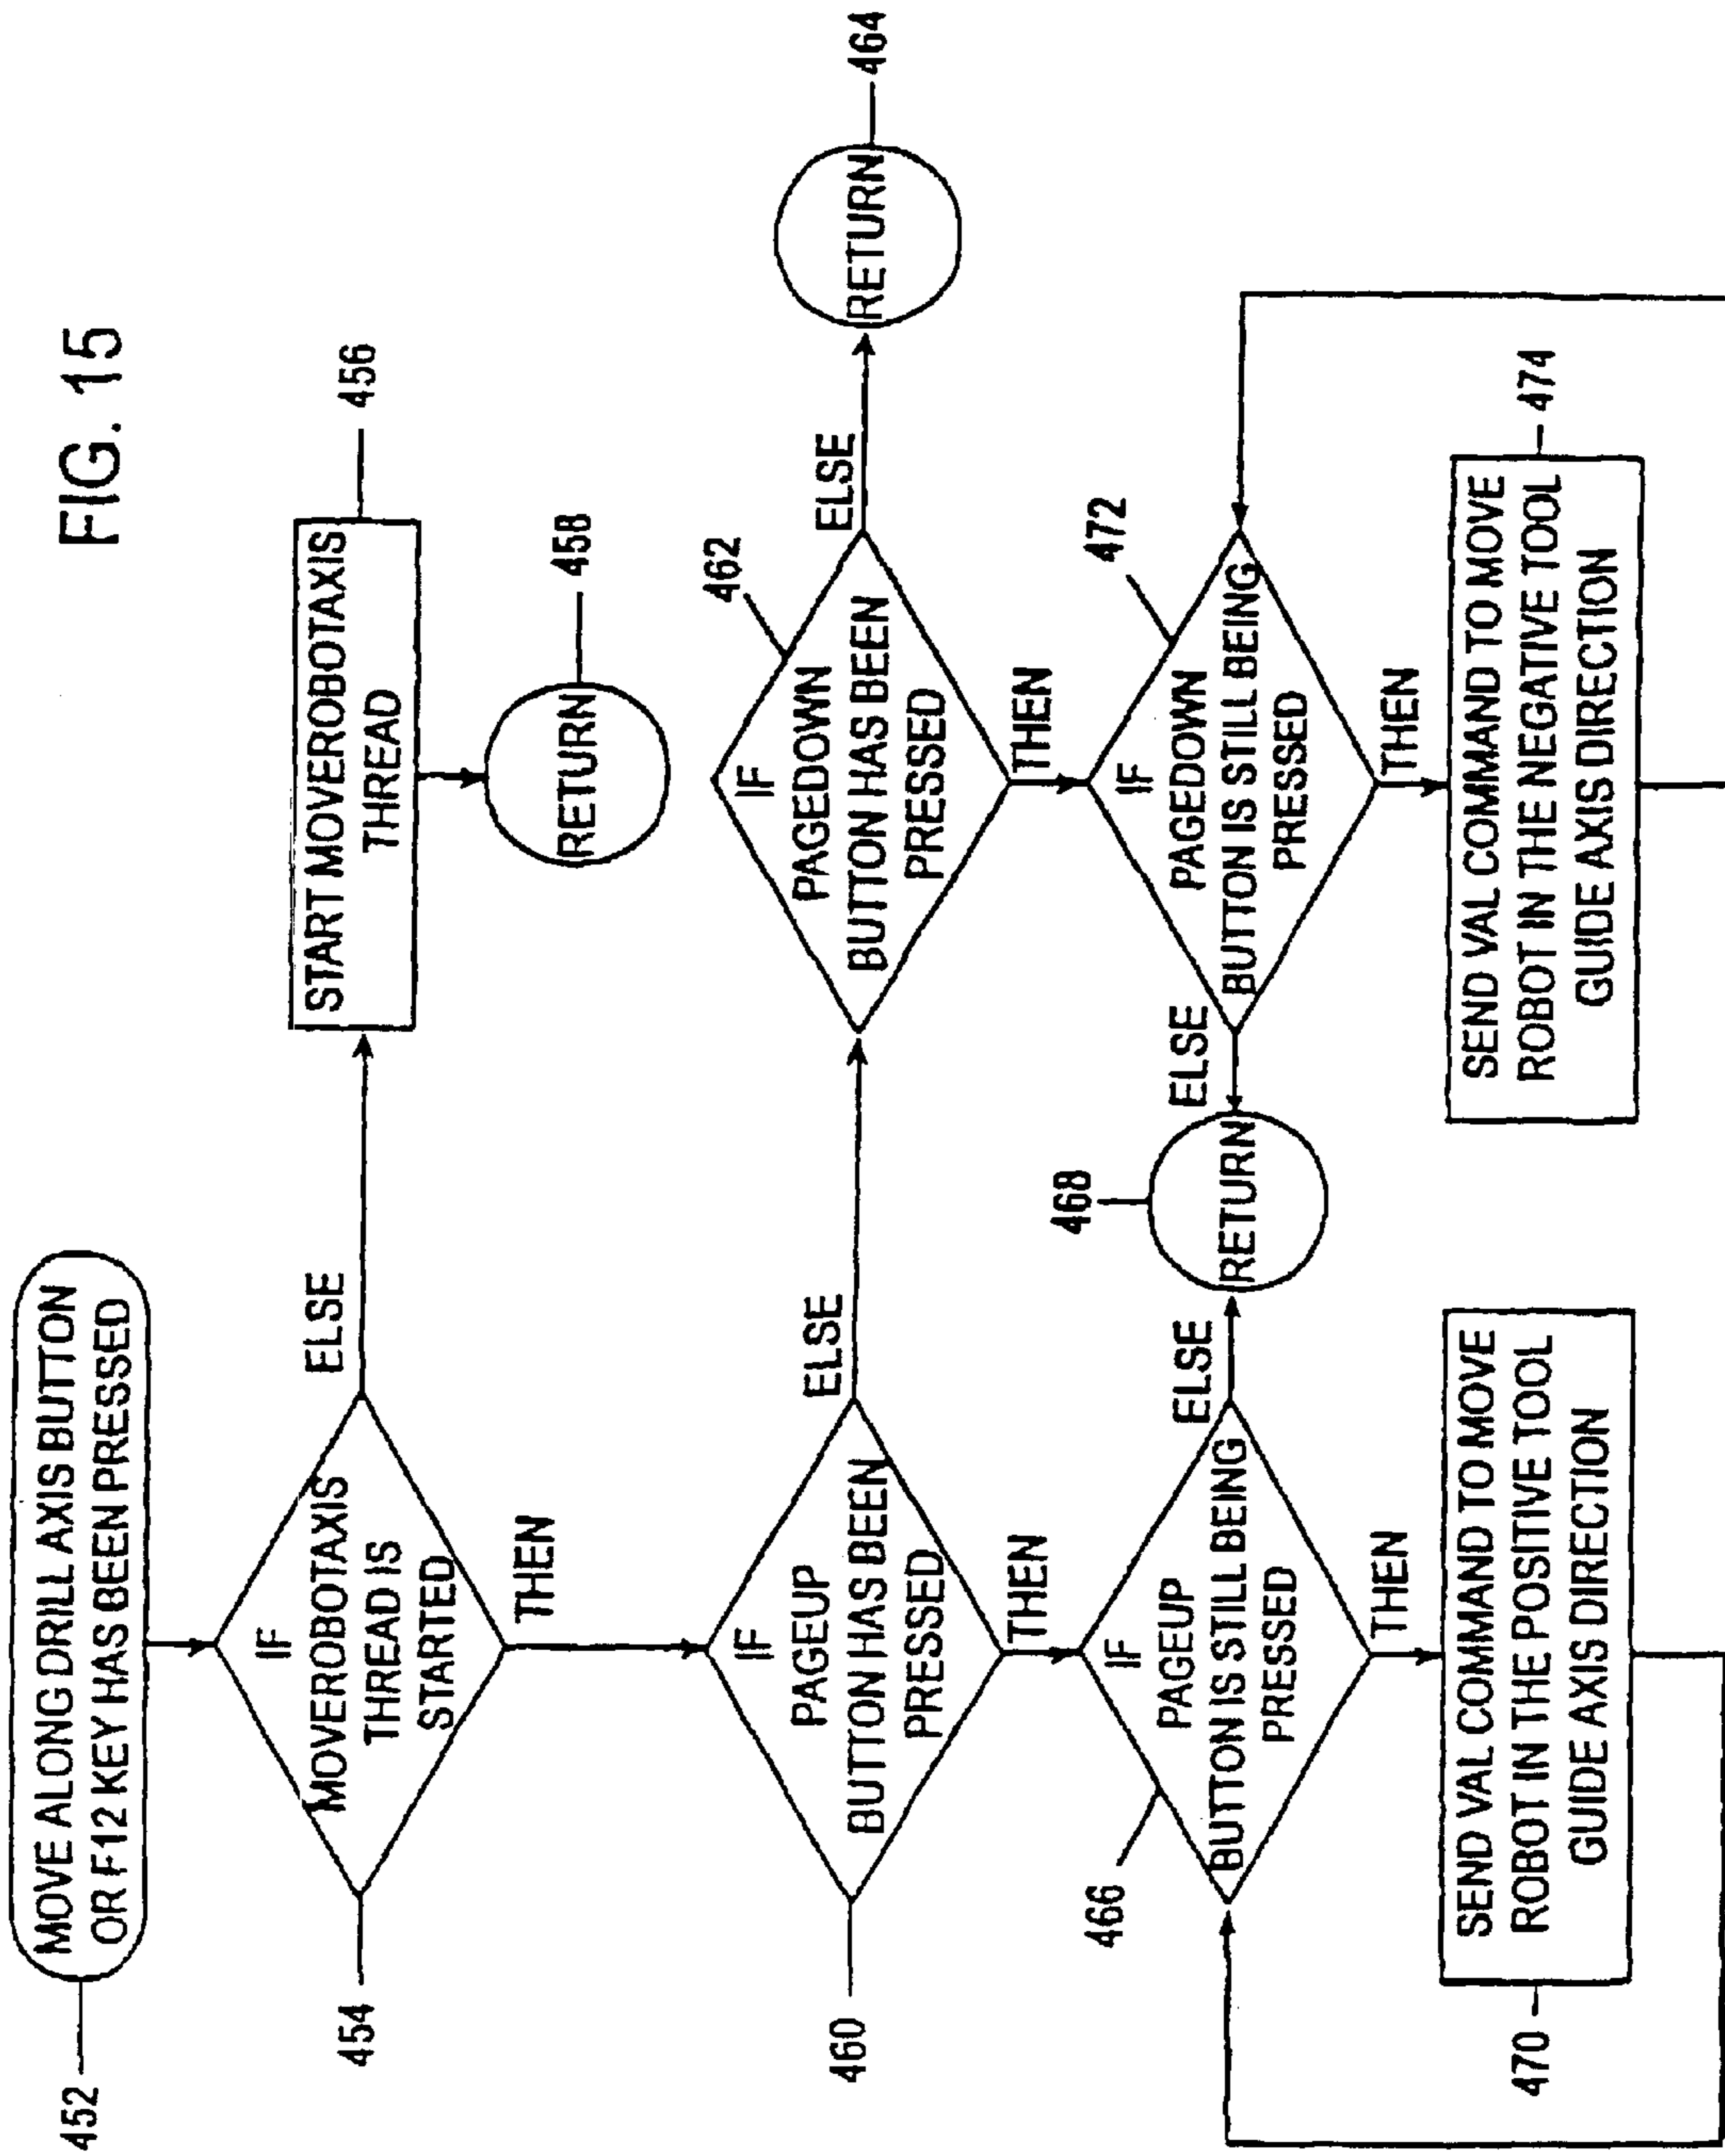 FIG. 15
452
MOVE ALONG DRILL AXIS BUTTON
OR F12 KEY HAS BEEN PRESSED
454
IF
MOVEROBOTAXIS
THREAD IS
STARTED
ELSE
THEN
START MOVEROBOTAXIS
THREAD
456
RETURN
458
460
IF
PAGEUP
BUTTON HAS BEEN
PRESSED
ELSE
THEN
IF
PAGEDOWN
BUTTON HAS BEEN
PRESSED
462
ELSE
THEN
RETURN
464
466
IF
PAGEUP
BUTTON IS STILL BEING
PRESSED
ELSE
THEN
468
RETURN
ELSE
IF
PAGEDOWN
BUTTON IS STILL BEING
PRESSED
472
THEN
470
SEND VAL COMMAND TO MOVE
ROBOT IN THE POSITIVE TOOL
GUIDE AXIS DIRECTION
SEND VAL COMMAND TO MOVE
ROBOT IN THE NEGATIVE TOOL
GUIDE AXIS DIRECTION
474